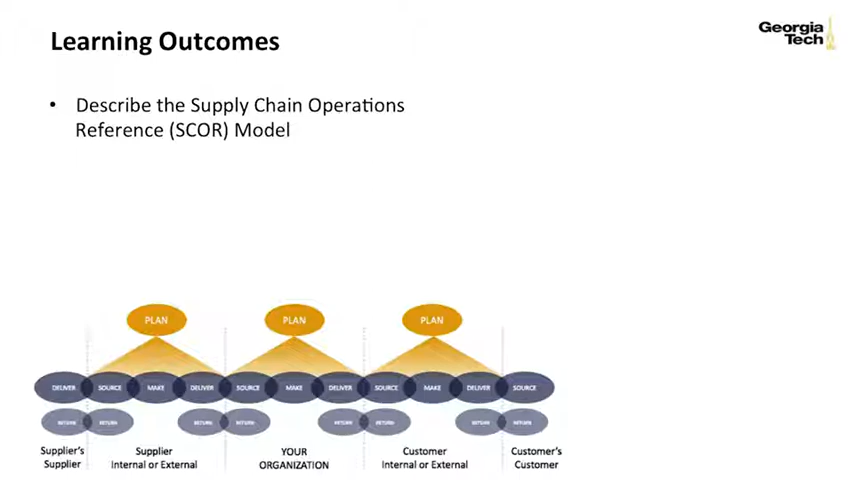 Learning Outcomes
Georgia
Tech
• Describe the Supply Chain Operations
Reference (SCOR) Model
PLAN PLAN PLAN
DELIVER SOURCE MAKE DELIVER SOURCE MAKE DELIVER SOURCE MAKE DELIVER SOURCE
RETURN RETURN RETURN RETURN RETURN RETURN RETURN RETURN
Supplier's Supplier YOUR Customer Customer's
Supplier Internal or External ORGANIZATION Internal or External Customer